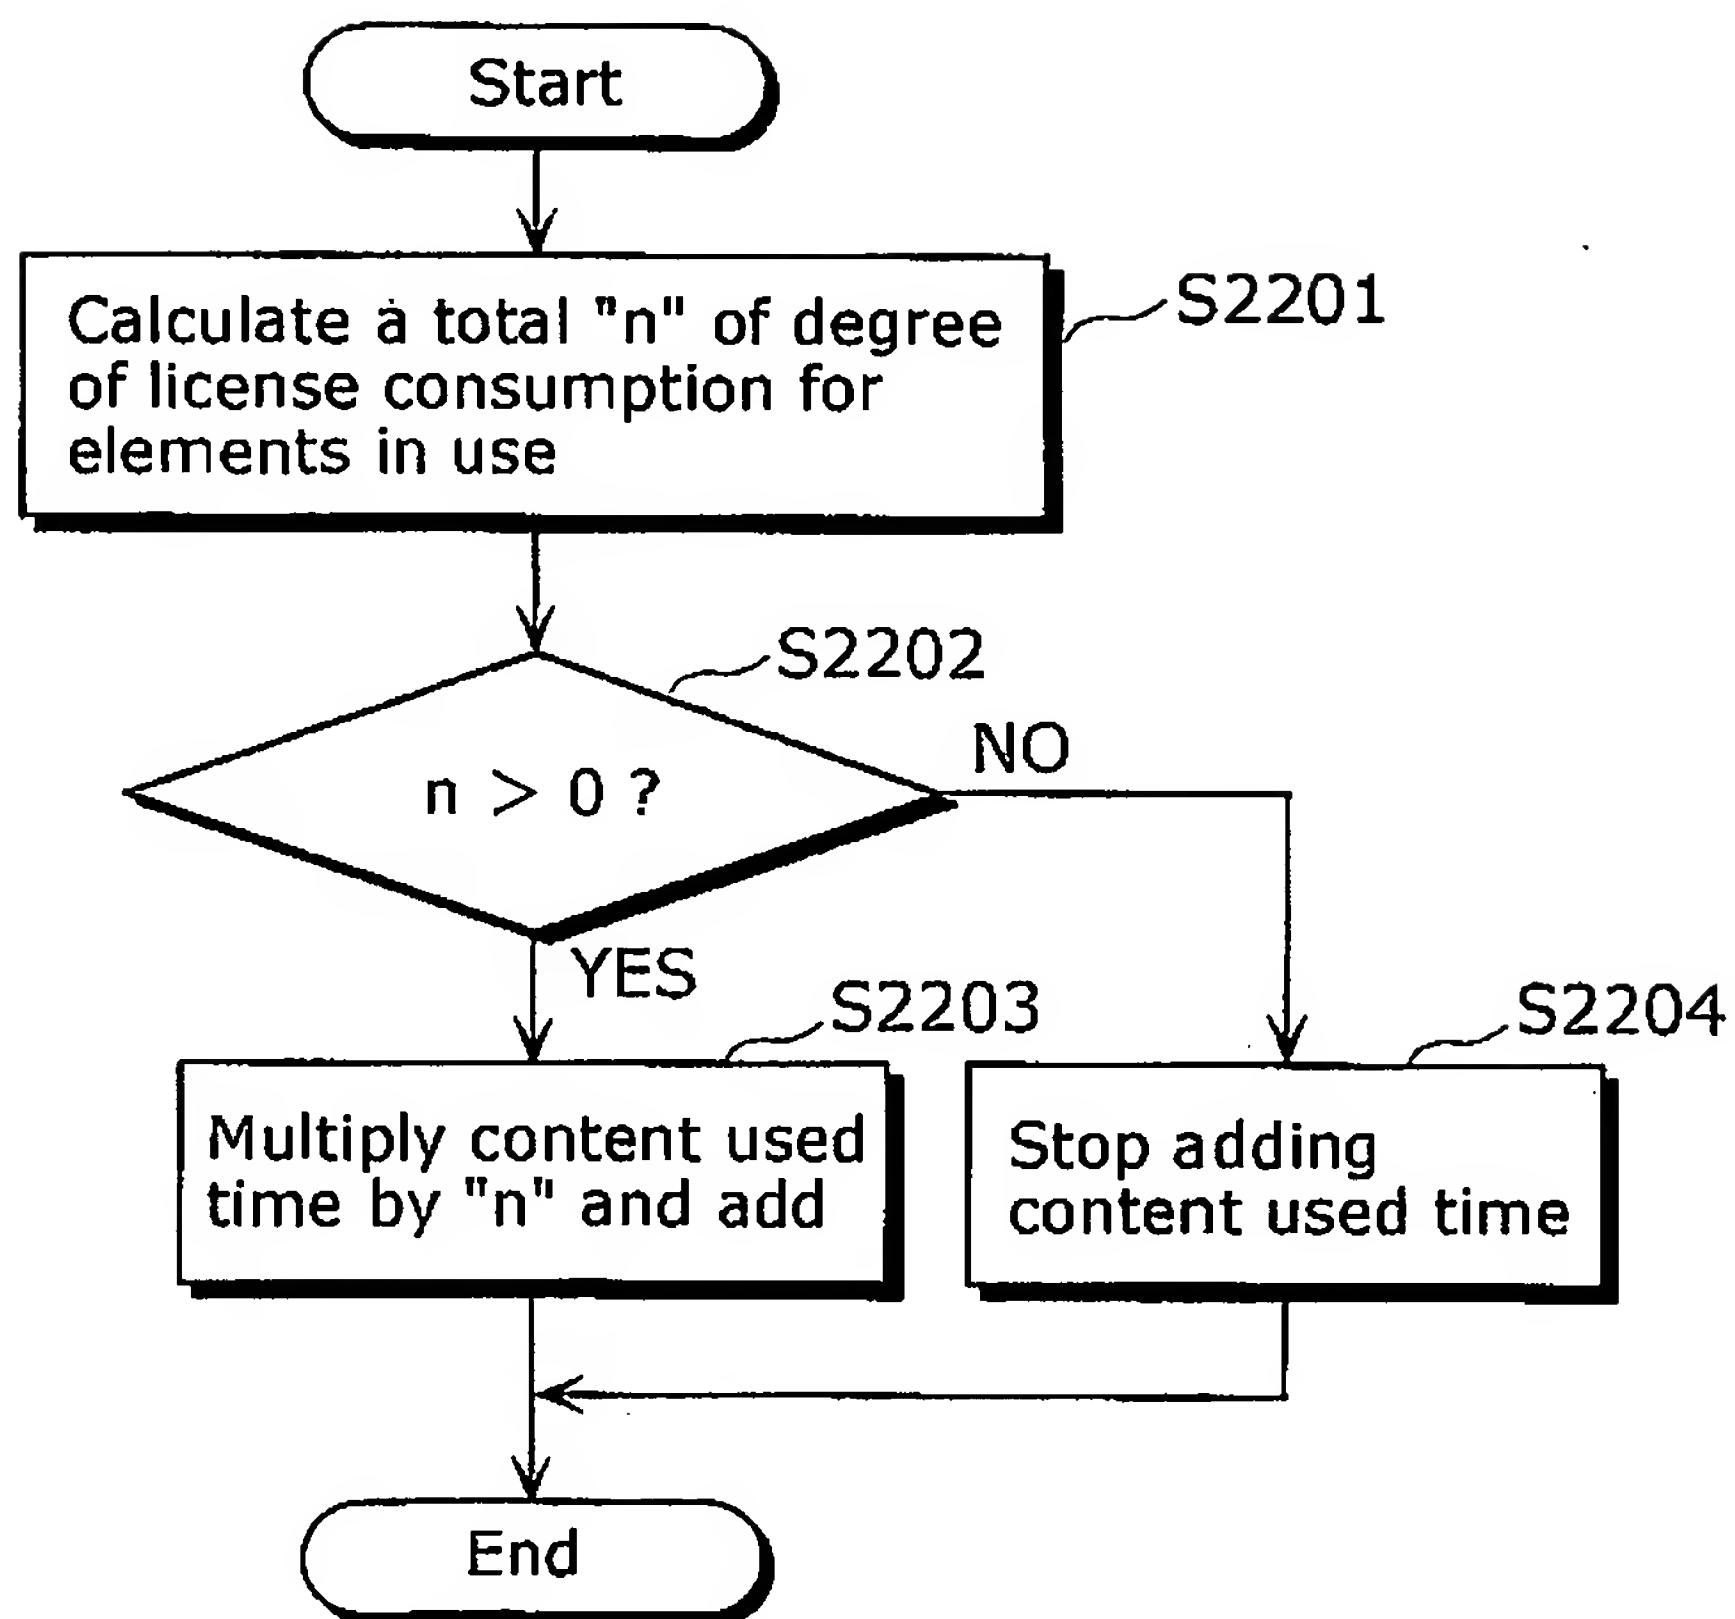 Start
Calculate a total "n" of degree
of license consumption for
elements in use
S2201
n > 0 ?
S2202
NO
YES
S2203
Multiply content used
time by "n" and add
S2204
Stop adding
content used time
End